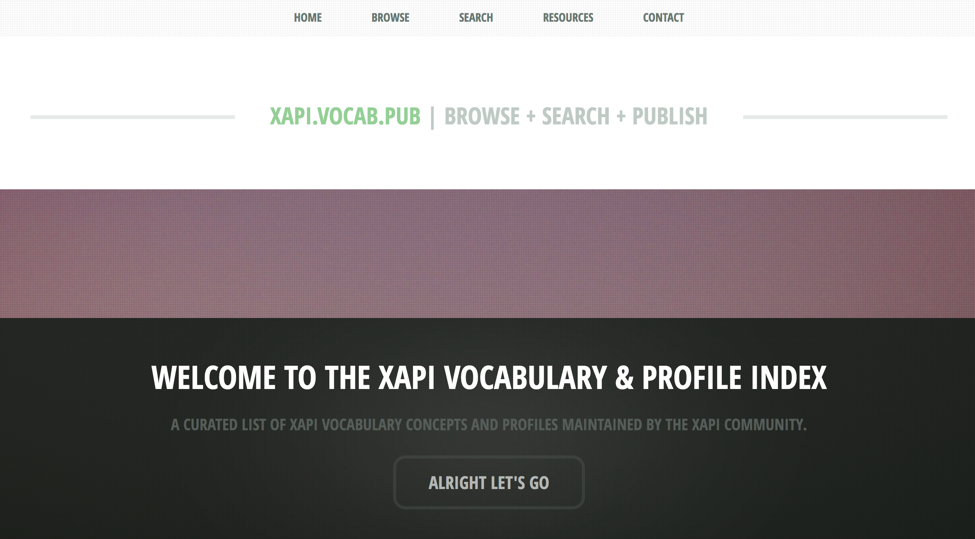 HOME BROWSE SEARCH RESOURCES CONTACT
XAPI.VOCAB.PUB | BROWSE + SEARCH + PUBLISH
WELCOME TO THE XAPI VOCABULARY & PROFILE INDEX
A CURATED LIST OF XAPI VOCABULARY CONCEPTS AND PROFILES MAINTAINED BY THE XAPI COMMUNITY.
ALRIGHT LET'S GO